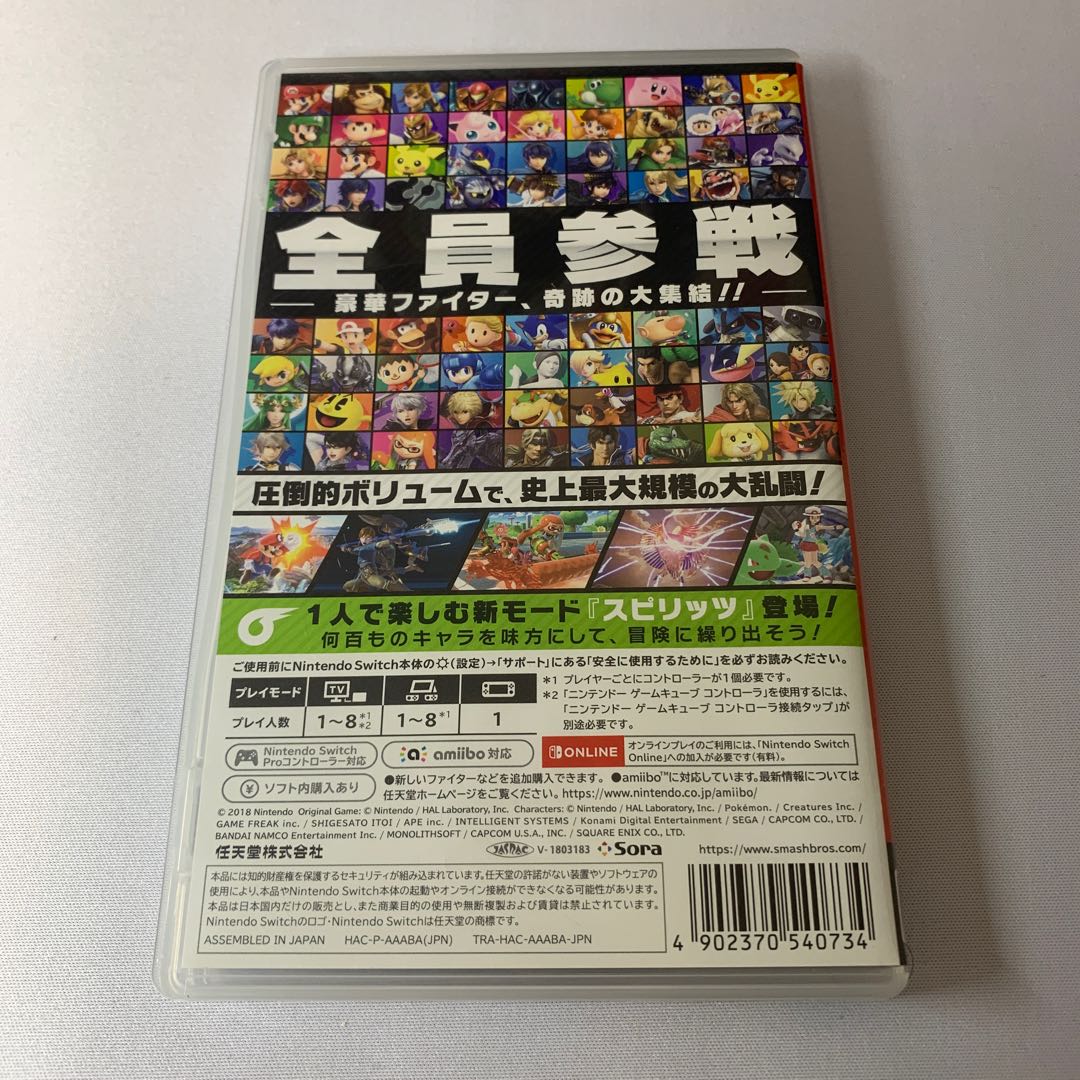 全員参戦
豪華ファイター、奇跡の大集結!!
圧倒的ボリュームで、史上最大規模の大乱闘!
1人で楽しむ新モード『スピリッツ』登場!
何百ものキャラを味方にして、冒険に繰り出そう!
ご使用前にNintendo Switch本体の(設定)→「サポート」にある「安全に使用するために」を必ずお読みください。
プレイモード TV
プレイ人数 1～8*1*2 1～8*1 1
*1 プレイヤーごとにコントローラーが1個必要です。
*2 「ニンテンドー ゲームキューブ コントローラ」を使用するには、
「ニンテンドー ゲームキューブ コントローラ接続タップ」が
別途必要です。
Nintendo Switch
Proコントローラー対応
amiibo 対応
ONLINE
オンラインプレイのご利用には、「Nintendo Switch
Online」への加入が必要です(有料)。
¥ ソフト内購入あり
●新しいファイターなどを追加購入できます。 ●amiibo™に対応しています。最新情報については
任天堂ホームページをご覧ください。https://www.nintendo.co.jp/amiibo/
© 2018 Nintendo Original Game: © Nintendo / HAL Laboratory, Inc. Characters: © Nintendo / HAL Laboratory, Inc. / Pokémon. / Creatures Inc. /
GAME FREAK inc. / SHIGESATO ITOI / APE inc. / INTELLIGENT SYSTEMS / Konami Digital Entertainment / SEGA / CAPCOM CO., LTD. /
BANDAI NAMCO Entertainment Inc. / MONOLITHSOFT / CAPCOM U.S.A., INC. / SQUARE ENIX CO., LTD.
任天堂株式会社
JASRAC V-1803183 Sora
https://www.smashbros.com/
本品には知的財産権を保護するセキュリティが組み込まれています。任天堂の許諾がない装置やソフトウェアの
使用により、本品やNintendo Switch本体の起動やオンライン接続ができなくなる可能性があります。
本品は日本国内だけの販売とし、また商業目的の使用や無断複製および賃貸は禁止されています。
Nintendo Switchのロゴ・Nintendo Switchは任天堂の商標です。
ASSEMBLED IN JAPAN HAC-P-AAABA(JPN) TRA-HAC-AAABA-JPN
4 902370 540734